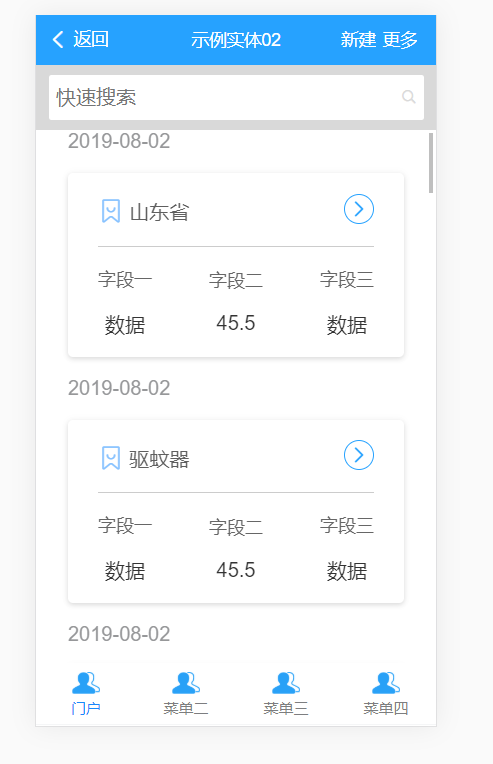 返回 示例实体02 新建 更多
快速搜索
2019-08-02
山东省
字段一 字段二 字段三
数据 45.5 数据
2019-08-02
驱蚊器
字段一 字段二 字段三
数据 45.5 数据
2019-08-02
门户 菜单二 菜单三 菜单四